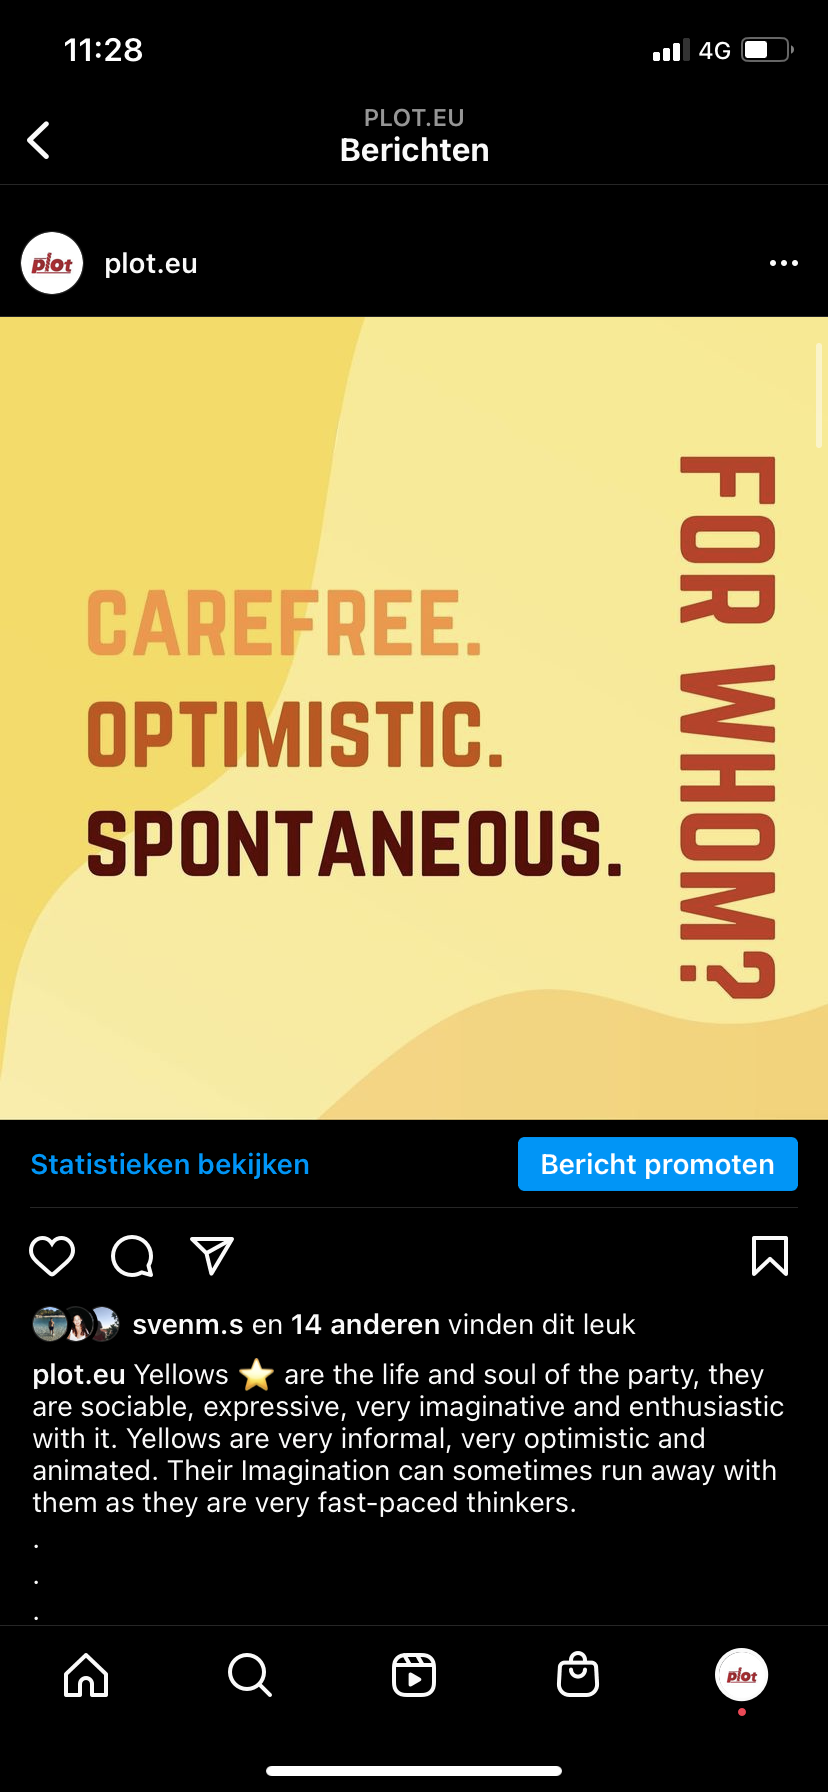 11:28
4G
PLOT.EU
Berichten
plot
plot.eu
CAREFREE.
OPTIMISTIC.
SPONTANEOUS.
FOR WHOM?
Statistieken bekijken
Bericht promoten
svenm.s en 14 anderen vinden dit leuk
plot.eu Yellows ⭐ are the life and soul of the party, they
are sociable, expressive, very imaginative and enthusiastic
with it. Yellows are very informal, very optimistic and
animated. Their Imagination can sometimes run away with
them as they are very fast-paced thinkers.
.
.
.
plot